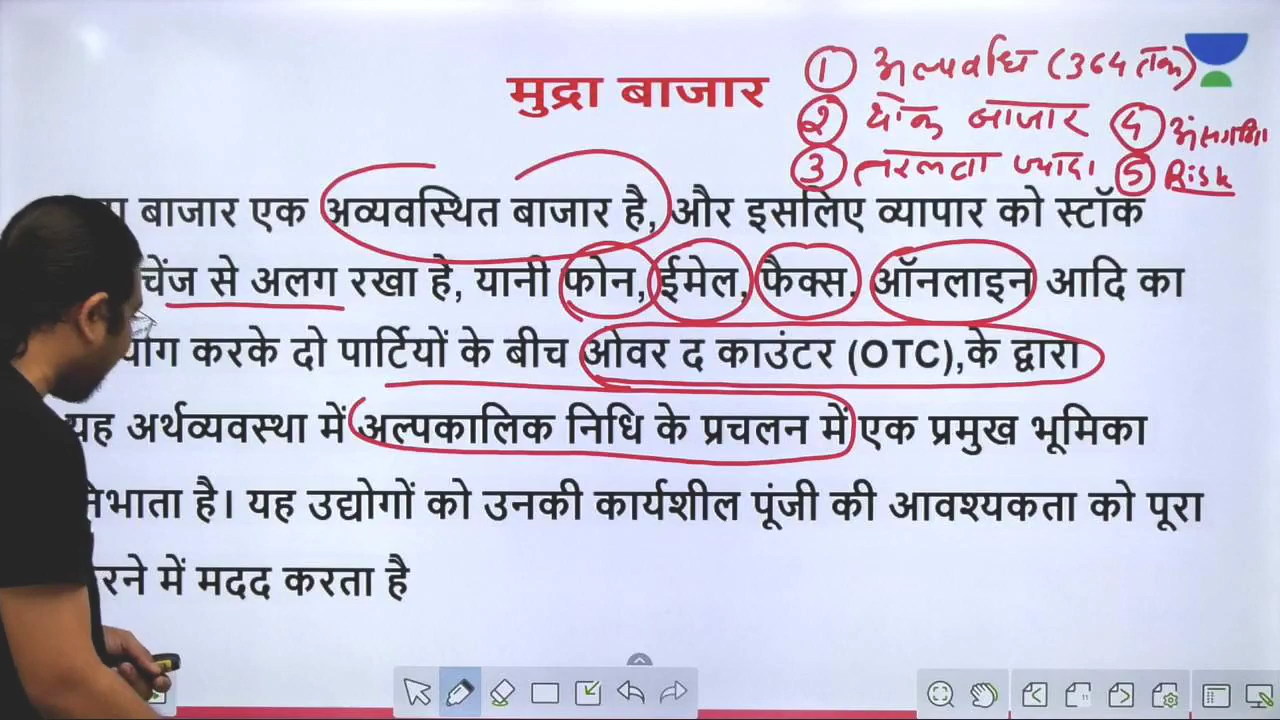 मुद्रा बाजार
① अल्पवधि (364 तक)
② थोक बाजार
③ तरलता ज्यादा
④
⑤ Risk
बाजार एक अव्यवस्थित बाजार है, और इसलिए व्यापार को स्टॉक
चेंज से अलग रखा है, यानी फोन, ईमेल, फैक्स, ऑनलाइन आदि का
करके दो पार्टियों के बीच ओवर द काउंटर (OTC),के द्वारा
यह अर्थव्यवस्था में अल्पकालिक निधि के प्रचलन में एक प्रमुख भूमिका
निभाता है। यह उद्योगों को उनकी कार्यशील पूंजी की आवश्यकता को पूरा
रने में मदद करता है